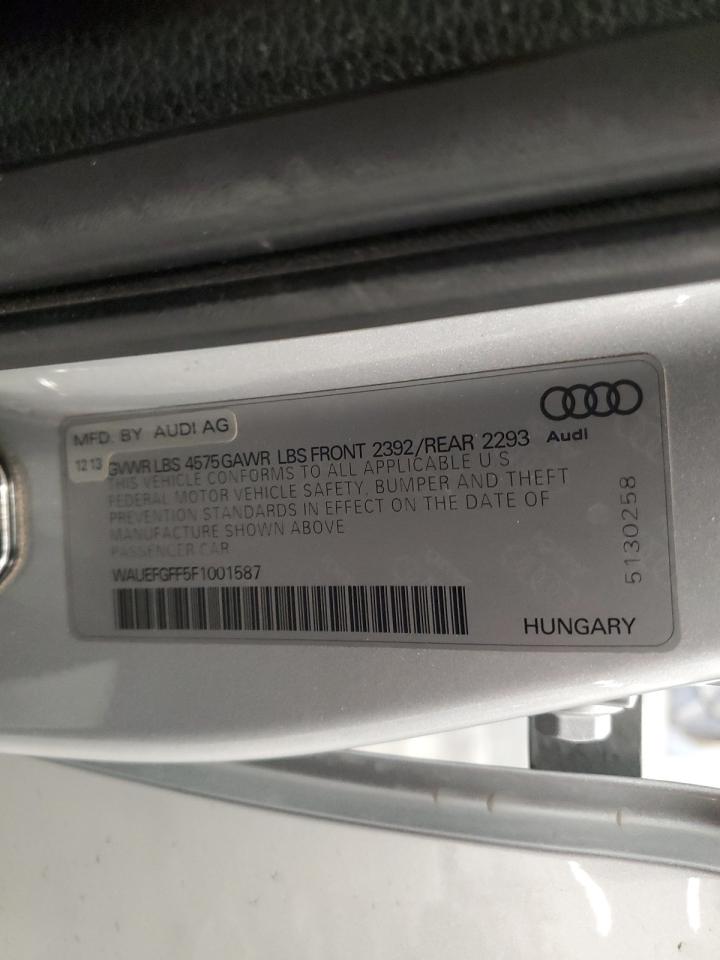 MFD. BY AUDI AG
12 13
GVWR LBS 4575 GAWR LBS FRONT 2392/REAR 2293
Audi
THIS VEHICLE CONFORMS TO ALL APPLICABLE U S
FEDERAL MOTOR VEHICLE SAFETY, BUMPER AND THEFT
PREVENTION STANDARDS IN EFFECT ON THE DATE OF
MANUFACTURE SHOWN ABOVE
PASSENGER CAR
WAUEFGFF5F1001587
HUNGARY
5130258